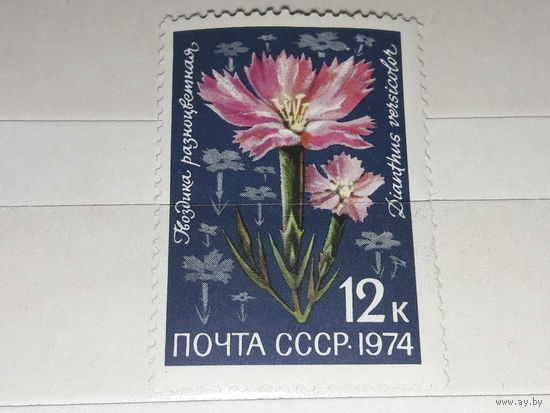 Гвоздика разноцветная
Dianthus versicolor
12 к
ПОЧТА СССР·1974
www.ay.by